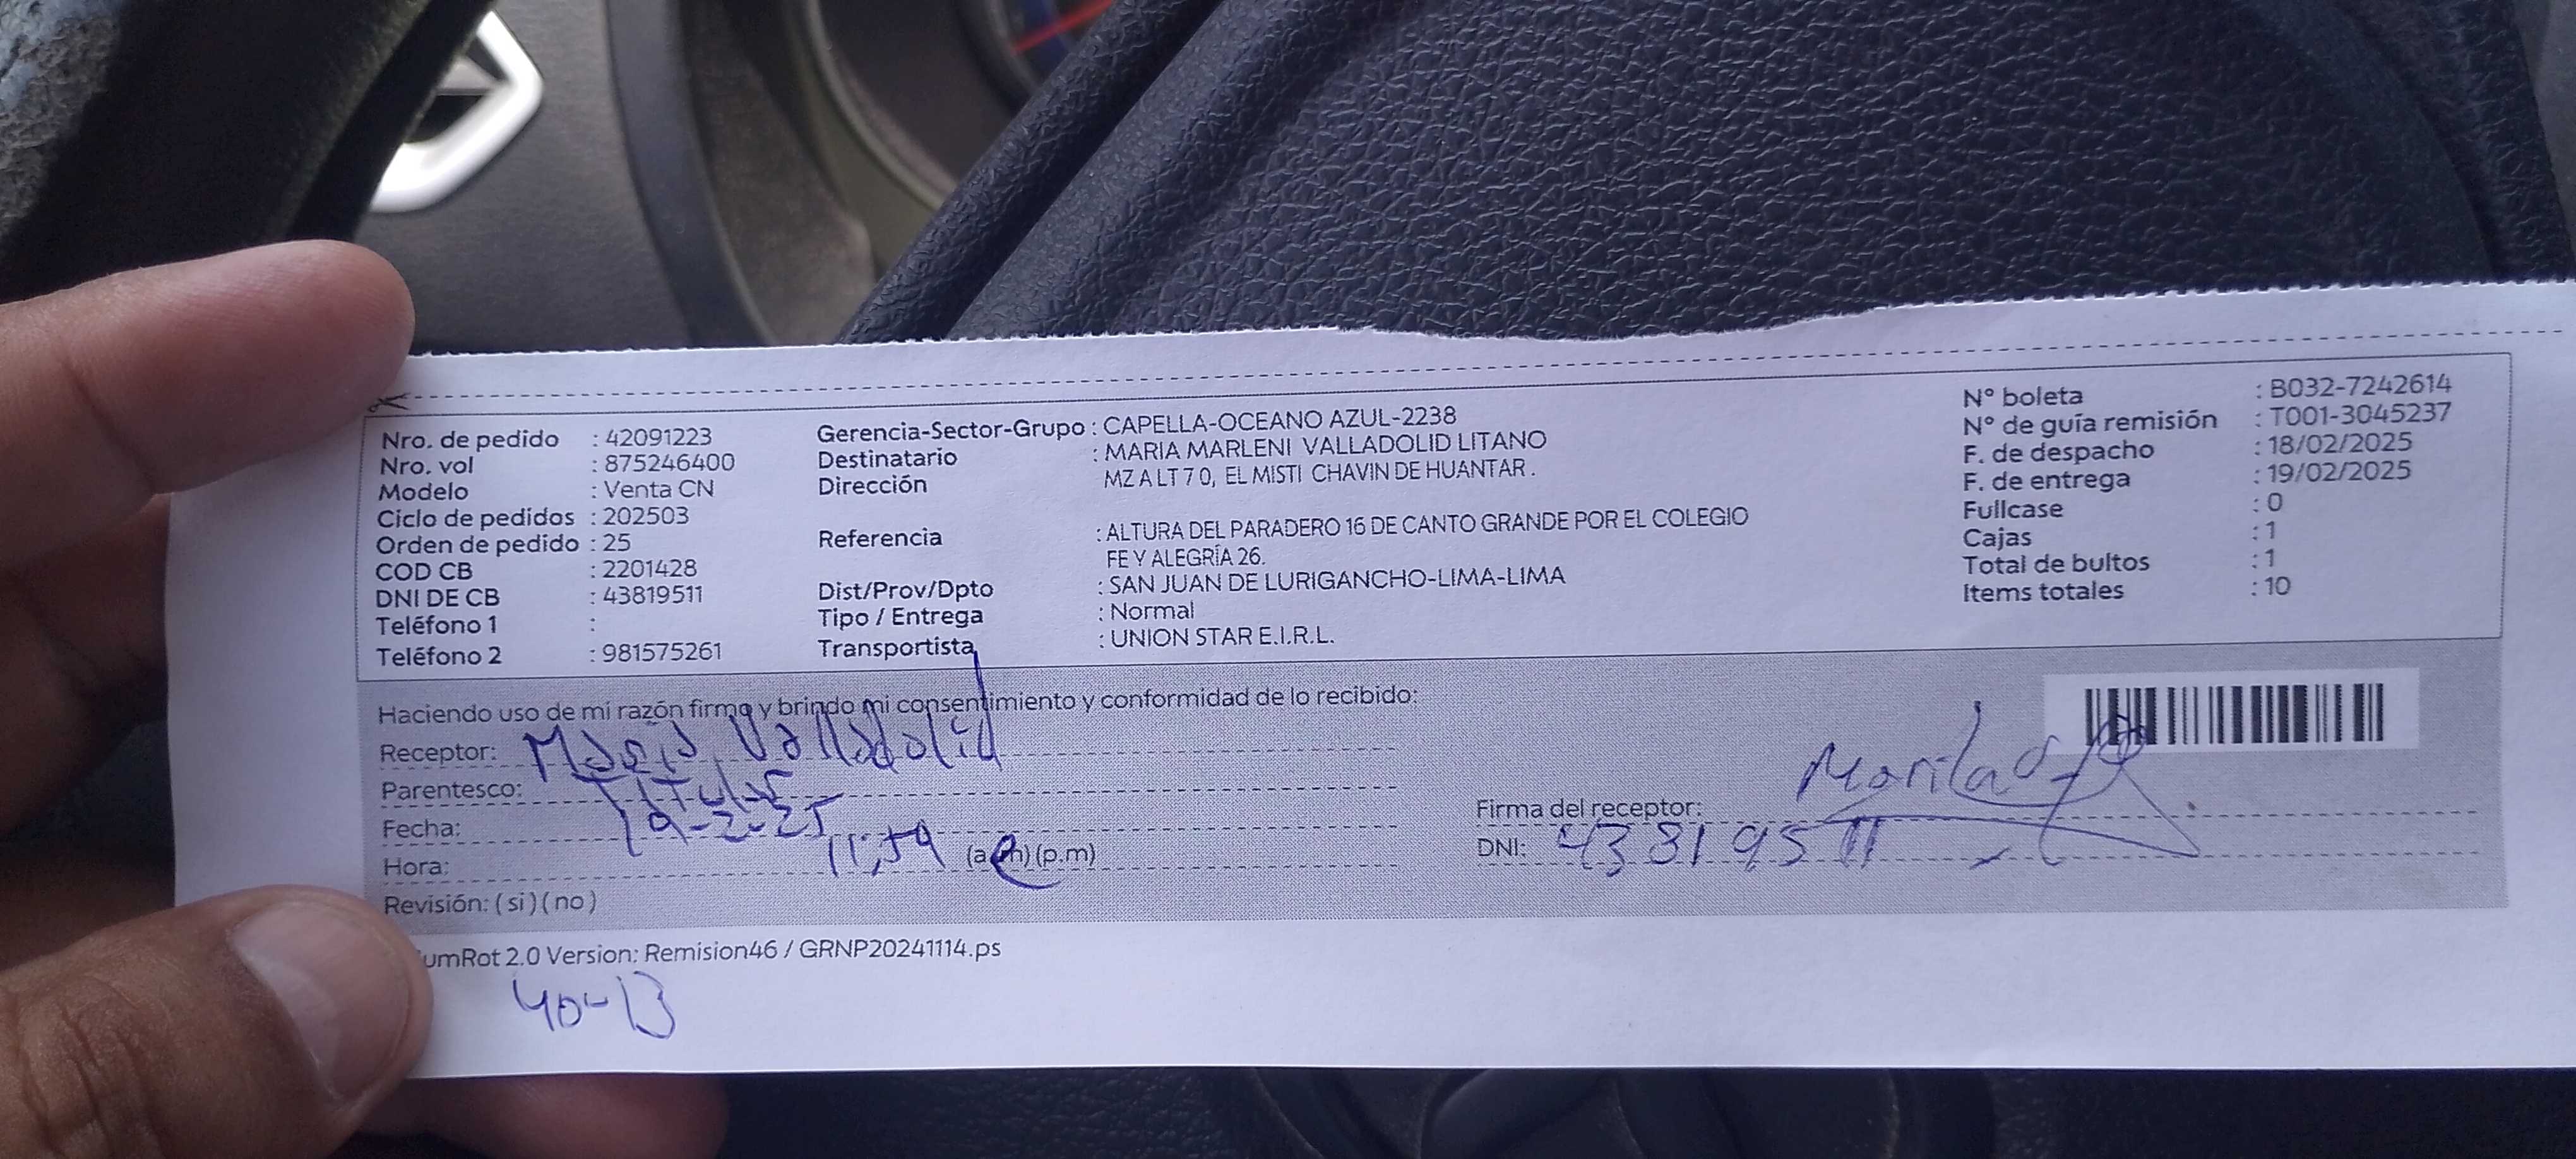 Nro. de pedido : 42091223
Nro. vol : 875246400
Modelo : Venta CN
Ciclo de pedidos : 202503
Orden de pedido : 25
COD CB : 2201428
DNI DE CB : 43819511
Teléfono 1 :
Teléfono 2 : 981575261
Gerencia-Sector-Grupo : CAPELLA-OCEANO AZUL-2238
Destinatario : MARIA MARLENI VALLADOLID LITANO
Dirección MZ A LT 7 0, EL MISTI CHAVIN DE HUANTAR .
Referencia : ALTURA DEL PARADERO 16 DE CANTO GRANDE POR EL COLEGIO
FE Y ALEGRÍA 26.
Dist/Prov/Dpto : SAN JUAN DE LURIGANCHO-LIMA-LIMA
Tipo / Entrega : Normal
Transportista : UNION STAR E.I.R.L.
N° boleta : B032-7242614
N° de guía remisión : T001-3045237
F. de despacho : 18/02/2025
F. de entrega : 19/02/2025
Fullcase : 0
Cajas : 1
Total de bultos : 1
Items totales : 10
Haciendo uso de mi razón firmo y brindo mi consentimiento y conformidad de lo recibido:
Receptor: Maria Valladolid
Parentesco: Titular
Fecha: 19-2-25
Hora: 11:59 (a.m) (p.m)
Revisión: ( si ) ( no )
Firma del receptor:
DNI: 43819511
umRot 2.0 Version: Remision46 / GRNP20241114.ps
40-13